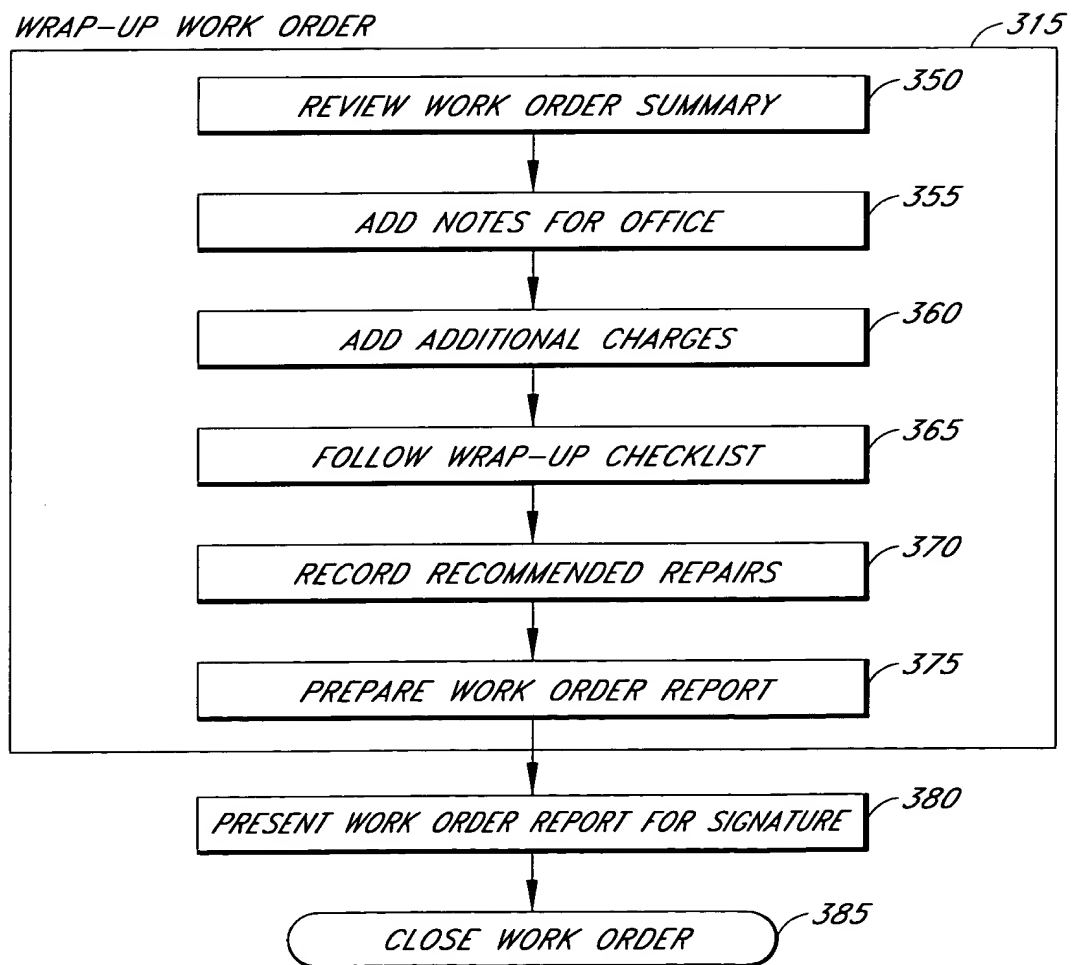 WRAP-UP WORK ORDER
315
REVIEW WORK ORDER SUMMARY
350
ADD NOTES FOR OFFICE
355
ADD ADDITIONAL CHARGES
360
FOLLOW WRAP-UP CHECKLIST
365
RECORD RECOMMENDED REPAIRS
370
PREPARE WORK ORDER REPORT
375
PRESENT WORK ORDER REPORT FOR SIGNATURE
380
CLOSE WORK ORDER
385